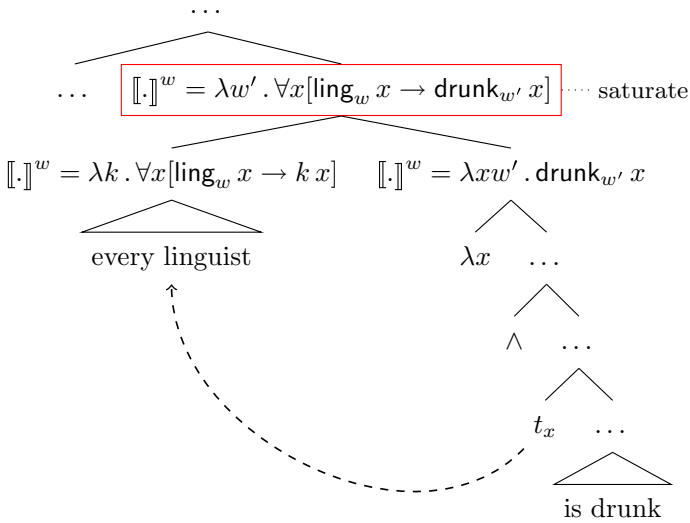 ...
... ⟦.⟧^w = λw′ . ∀x[ling_w x → drunk_w′ x] saturate
⟦.⟧^w = λk . ∀x[ling_w x → k x] ⟦.⟧^w = λxw′ . drunk_w′ x
every linguist λx ...
∧ ...
t_x ...
is drunk